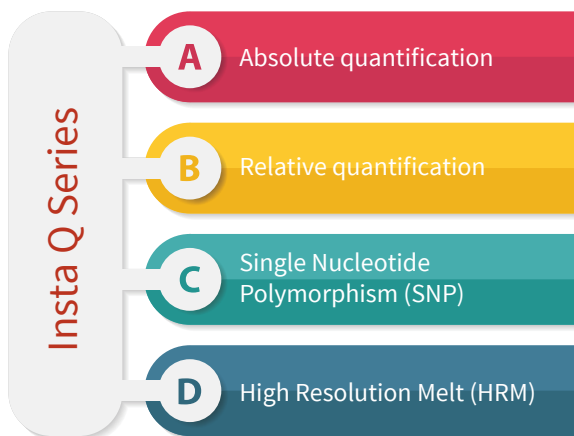 Insta Q Series
A
Absolute quantification
B
Relative quantification
C
Single Nucleotide
Polymorphism (SNP)
D
High Resolution Melt (HRM)